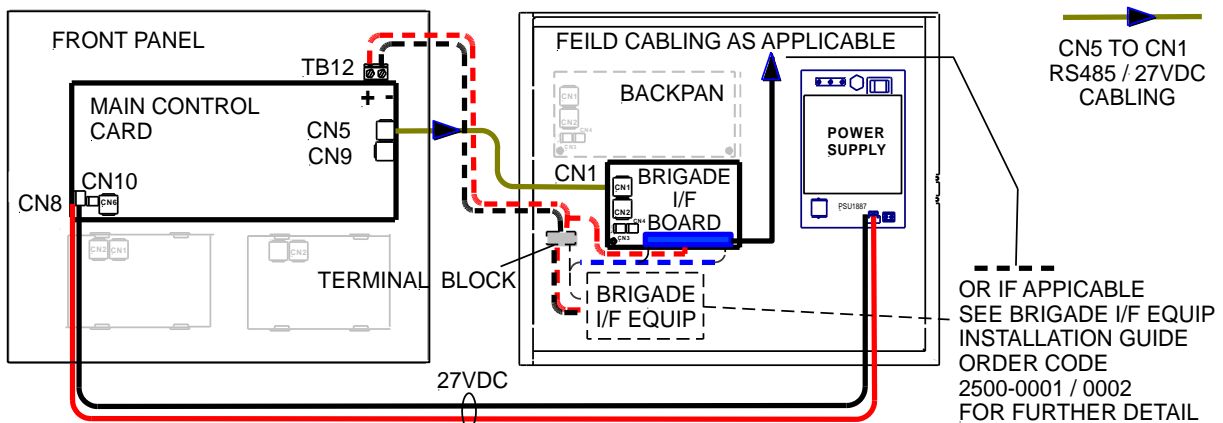 FRONT PANEL
TB12
+ -
MAIN CONTROL
CARD
CN5
CN9
CN10
CN8
CN6
CN2 CN1
CN2
TERMINAL BLOCK
27VDC
FEILD CABLING AS APPLICABLE
BACKPAN
CN1
CN2
CN4
CN3
CN1
CN1
CN2
CN4
CN3
BRIGADE
I/F
BOARD
BRIGADE
I/F EQUIP
POWER
SUPPLY
PSU1887
CN5 TO CN1
RS485 / 27VDC
CABLING
OR IF APPICABLE
SEE BRIGADE I/F EQUIP
INSTALLATION GUIDE
ORDER CODE
2500-0001 / 0002
FOR FURTHER DETAIL